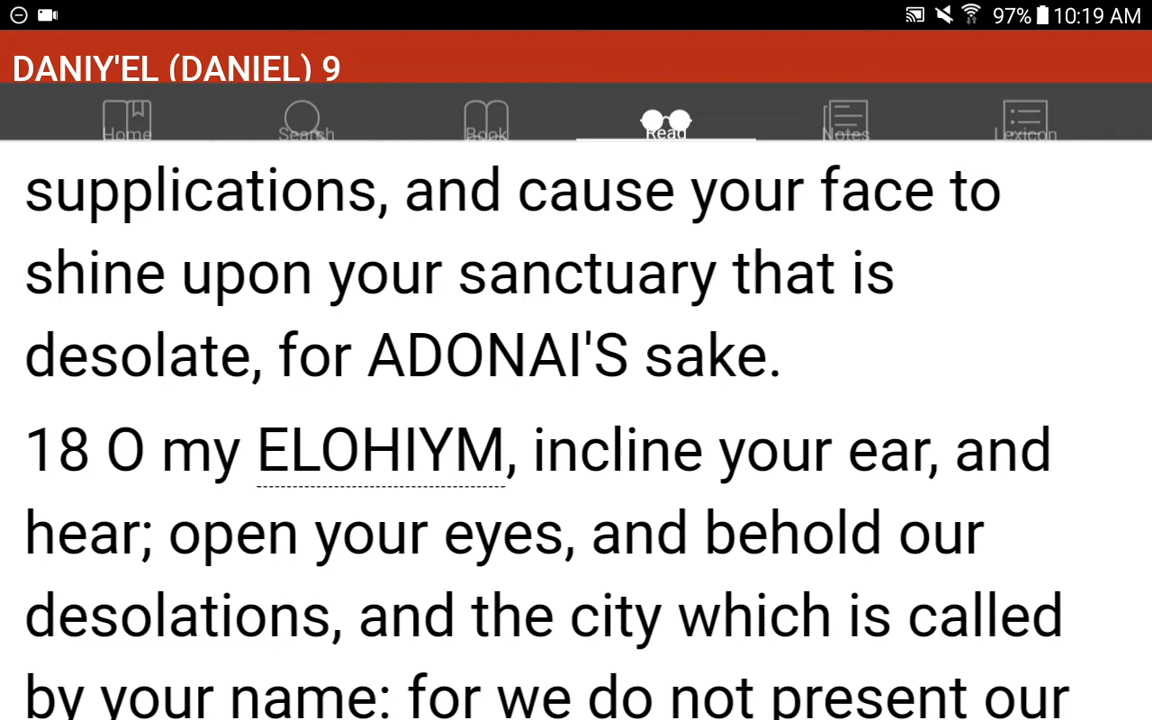 97% 10:19 AM
DANIY'EL (DANIEL) 9
Home Search Book Read Notes Lexicon
supplications, and cause your face to
shine upon your sanctuary that is
desolate, for ADONAI'S sake.
18 O my ELOHIYM, incline your ear, and
hear; open your eyes, and behold our
desolations, and the city which is called
by your name: for we do not present our